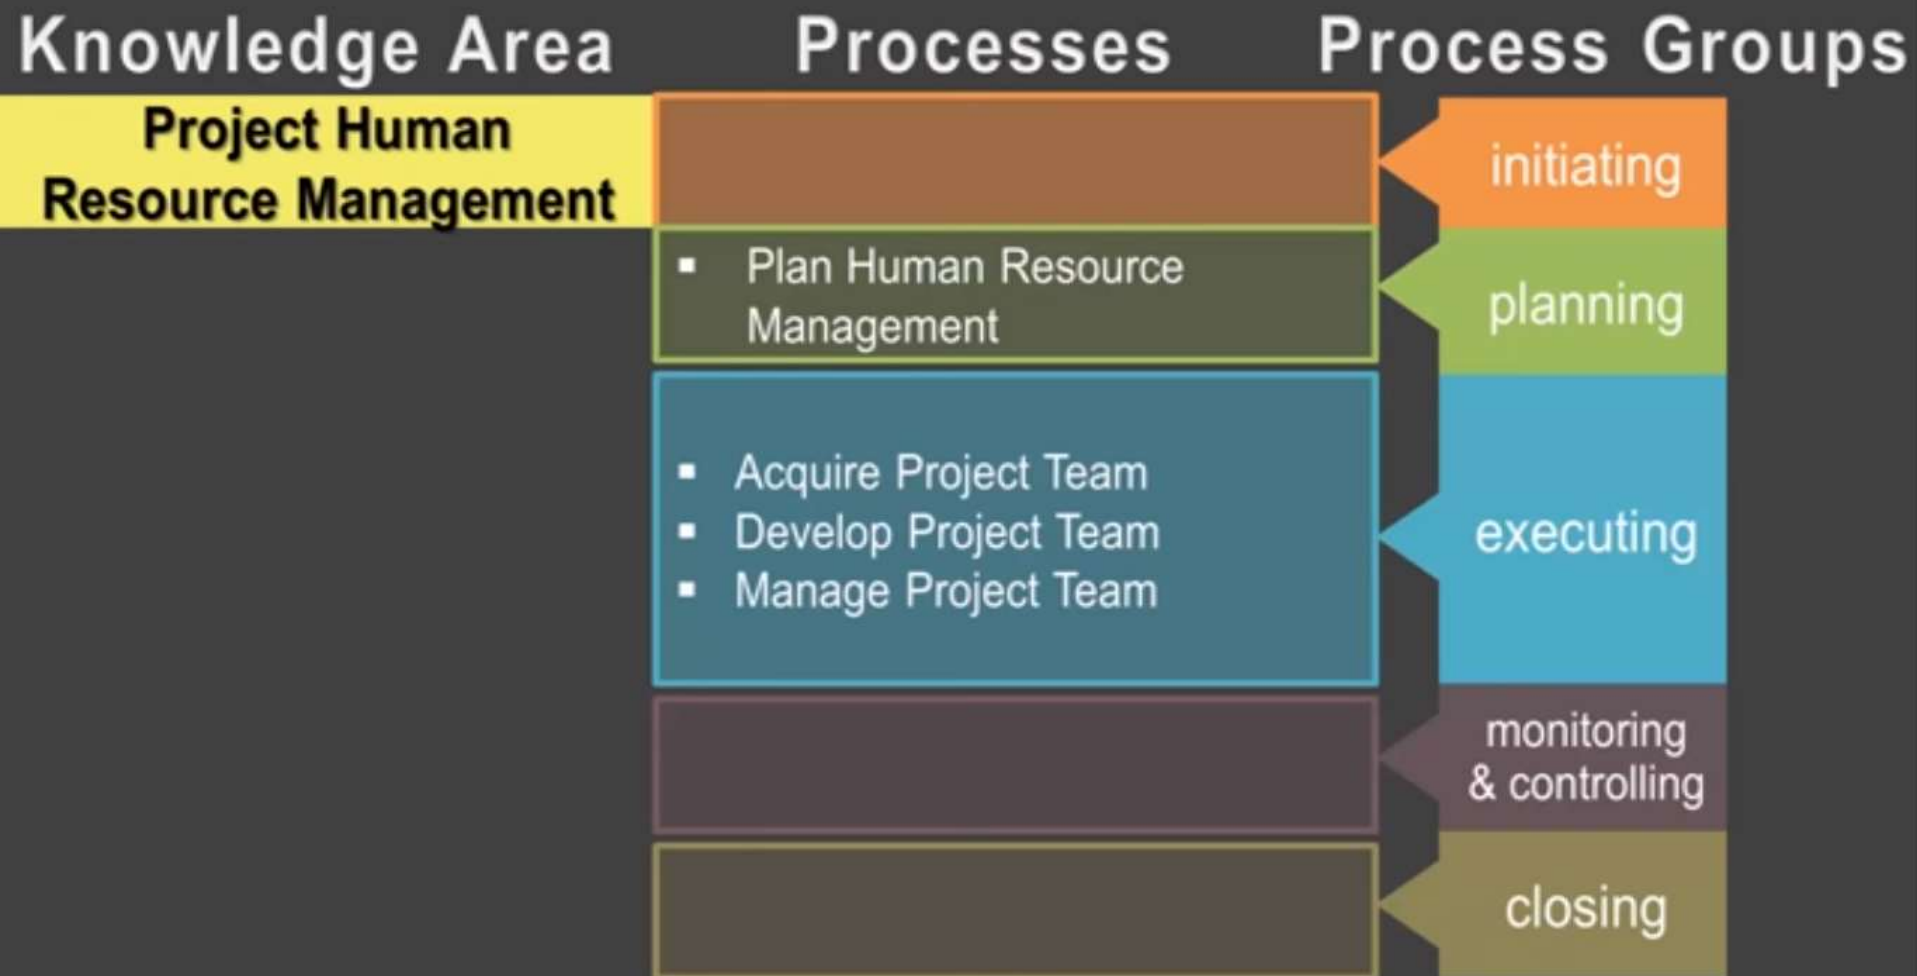 Knowledge Area
Processes
Process Groups
Project Human
Resource Management
initiating
▪ Plan Human Resource
Management
planning
▪ Acquire Project Team
▪ Develop Project Team
▪ Manage Project Team
executing
monitoring
& controlling
closing